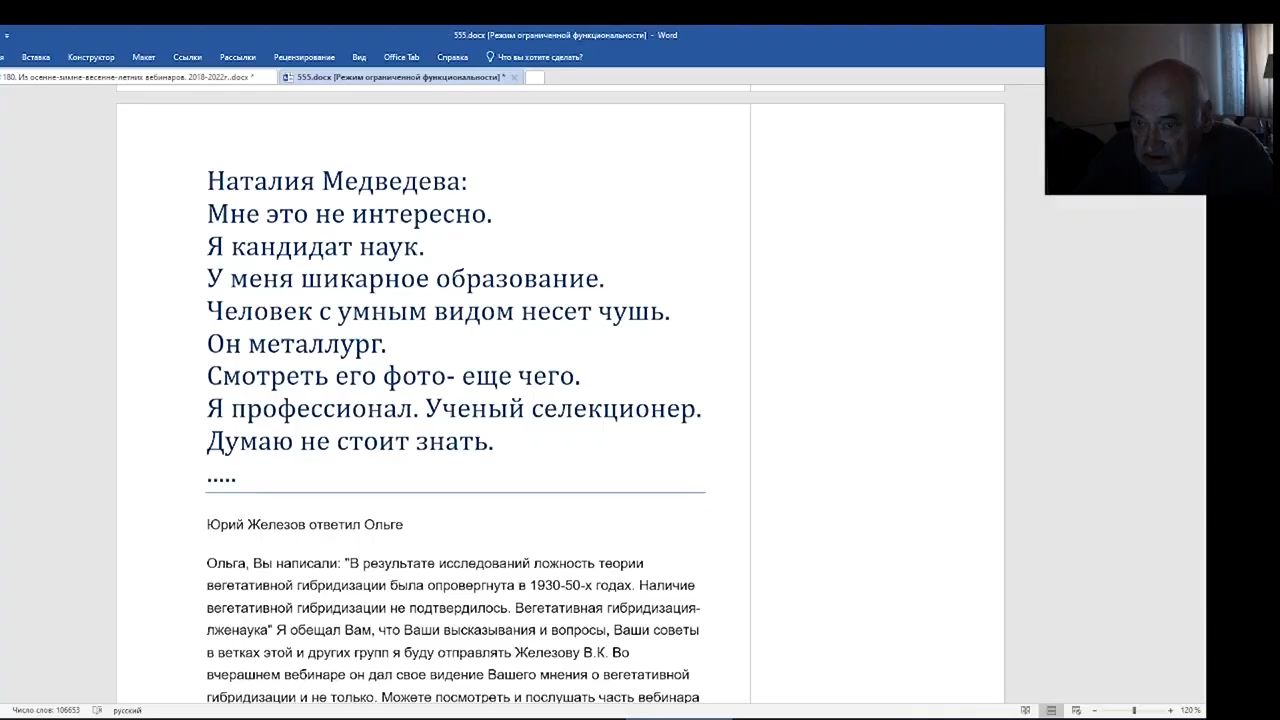 555.docx [Режим ограниченной функциональности] - Word
Вставка Конструктор Макет Ссылки Рассылки Рецензирование Вид Office Tab Справка Что вы хотите сделать?
180. Из осенне-зимне-весенне-летних вебинаров. 2018-2022г..docx * 555.docx [Режим ограниченной функциональности] *
Наталия Медведева:
Мне это не интересно.
Я кандидат наук.
У меня шикарное образование.
Человек с умным видом несет чушь.
Он металлург.
Смотреть его фото- еще чего.
Я профессионал. Ученый селекционер.
Думаю не стоит знать.
.....
Юрий Железов ответил Ольге
Ольга, Вы написали: "В результате исследований ложность теории
вегетативной гибридизации была опровергнута в 1930-50-х годах. Наличие
вегетативной гибридизации не подтвердилось. Вегетативная гибридизация-
лженаука" Я обещал Вам, что Ваши высказывания и вопросы, Ваши советы
в ветках этой и других групп я буду отправлять Железову В.К. Во
вчерашнем вебинаре он дал свое видение Вашего мнения о вегетативной
гибридизации и не только. Можете посмотреть и послушать часть вебинара
Число слов: 106653 русский 120 %